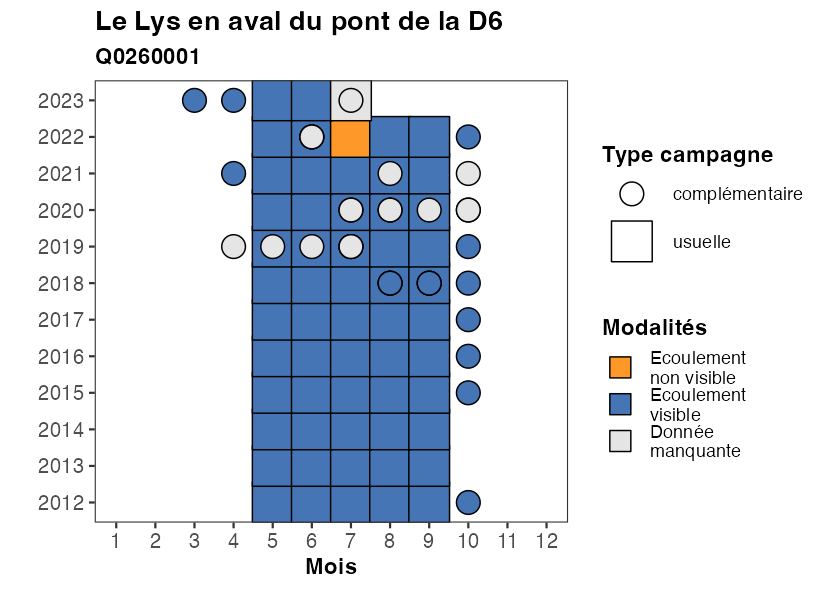 Le Lys en aval du pont de la D6
Q0260001
2023
2022
2021
2020
2019
2018
2017
2016
2015
2014
2013
2012
1 2 3 4 5 6 7 8 9 10 11 12
Mois
Type campagne
complémentaire
usuelle
Modalités
Ecoulement
non visible
Ecoulement
visible
Donnée
manquante